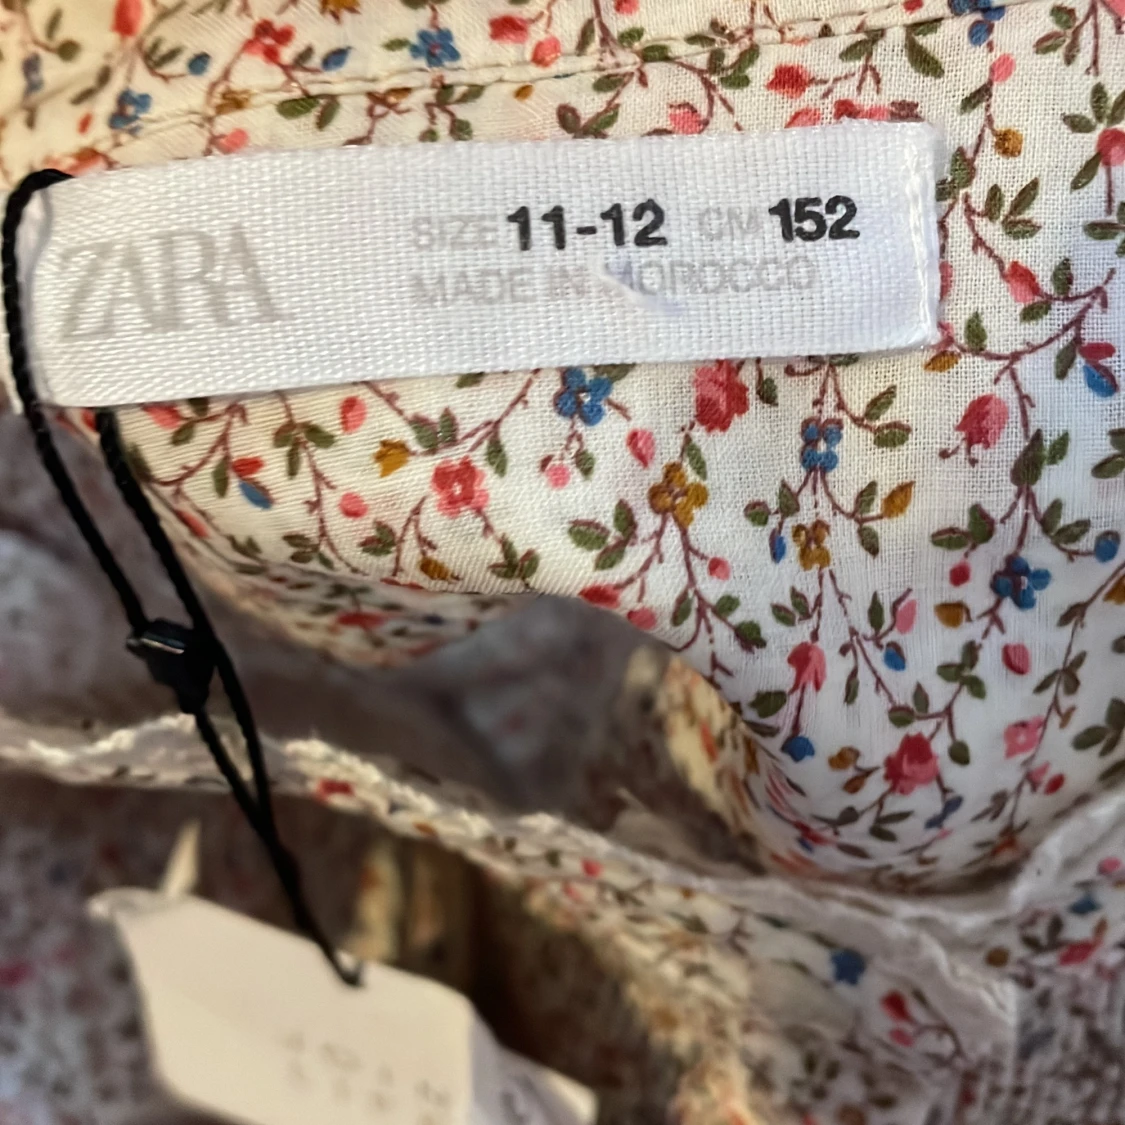 ZARA
SIZE 11-12 CM 152
MADE IN MOROCCO